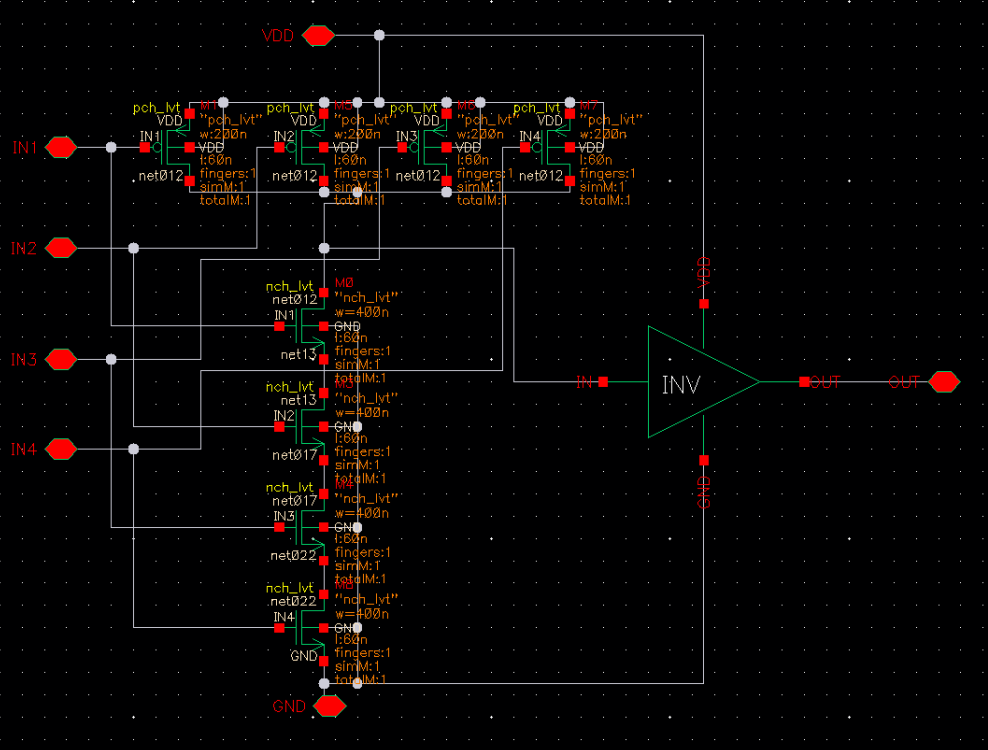 VDD
pch_lvt M1
VDD "pch_lvt"
w:200n
IN1 VDD
l:60n
fingers:1
net012
simM:1
totalM:1
pch_lvt
VDD "pch_lvt"
w:200n
IN2 VDD
l:60n
fingers:1
net012
simM:1
totalM:1
pch_lvt
VDD "pch_lvt"
w:200n
IN3 VDD
l:60n
fingers:1
net012
simM:1
totalM:1
pch_lvt M7
VDD "pch_lvt"
w:200n
IN4 VDD
l:60n
fingers:1
net012
simM:1
totalM:1
IN1
IN2
IN3
IN4
nch_lvt M0
net012 "nch_lvt"
w=400n
IN1 GND
l:60n
fingers:1
net13
simM:1
totalM:1
nch_lvt
net13 "nch_lvt"
w=400n
IN2 GND
l:60n
fingers:1
net017
simM:1
totalM:1
nch_lvt M4
net017 "nch_lvt"
w=400n
IN3 GND
l:60n
fingers:1
net022
simM:1
totalM:1
nch_lvt
net022 "nch_lvt"
w=400n
IN4 GND
l:60n
fingers:1
GND
simM:1
totalM:1
GND
VDD
IN INV OUT OUT
GND